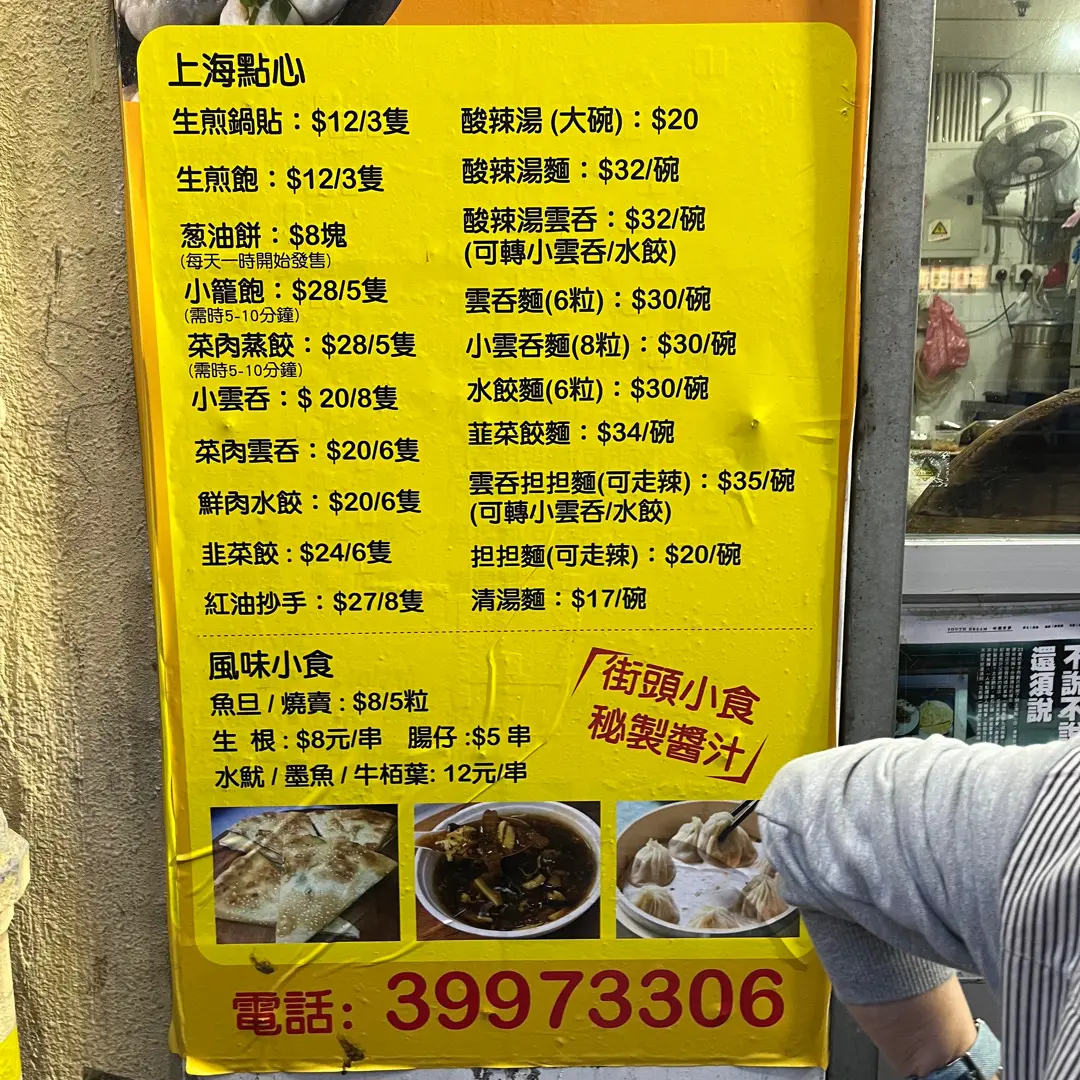 上海點心
生煎鍋貼：$12/3隻
生煎飽：$12/3隻
葱油餅：$8塊
(每天一時開始發售)
小籠飽：$28/5隻
(需時5-10分鐘)
菜肉蒸餃：$28/5隻
(需時5-10分鐘)
小雲吞：$ 20/8隻
菜肉雲吞：$20/6隻
鮮肉水餃：$20/6隻
韭菜餃：$24/6隻
紅油抄手：$27/8隻
酸辣湯 (大碗)：$20
酸辣湯麵：$32/碗
酸辣湯雲吞：$32/碗
(可轉小雲吞/水餃)
雲吞麵(6粒)：$30/碗
小雲吞麵(8粒)：$30/碗
水餃麵(6粒)：$30/碗
韮菜餃麵：$34/碗
雲吞担担麵(可走辣)：$35/碗
(可轉小雲吞/水餃)
担担麵(可走辣)：$20/碗
清湯麵：$17/碗
風味小食
魚旦 / 燒賣 : $8/5粒
生 根 : $8元/串 腸仔 :$5 串
水魷 / 墨魚 / 牛栢葉: 12元/串
街頭小食
秘製醬汁
電話: 39973306
不說不說
還須說